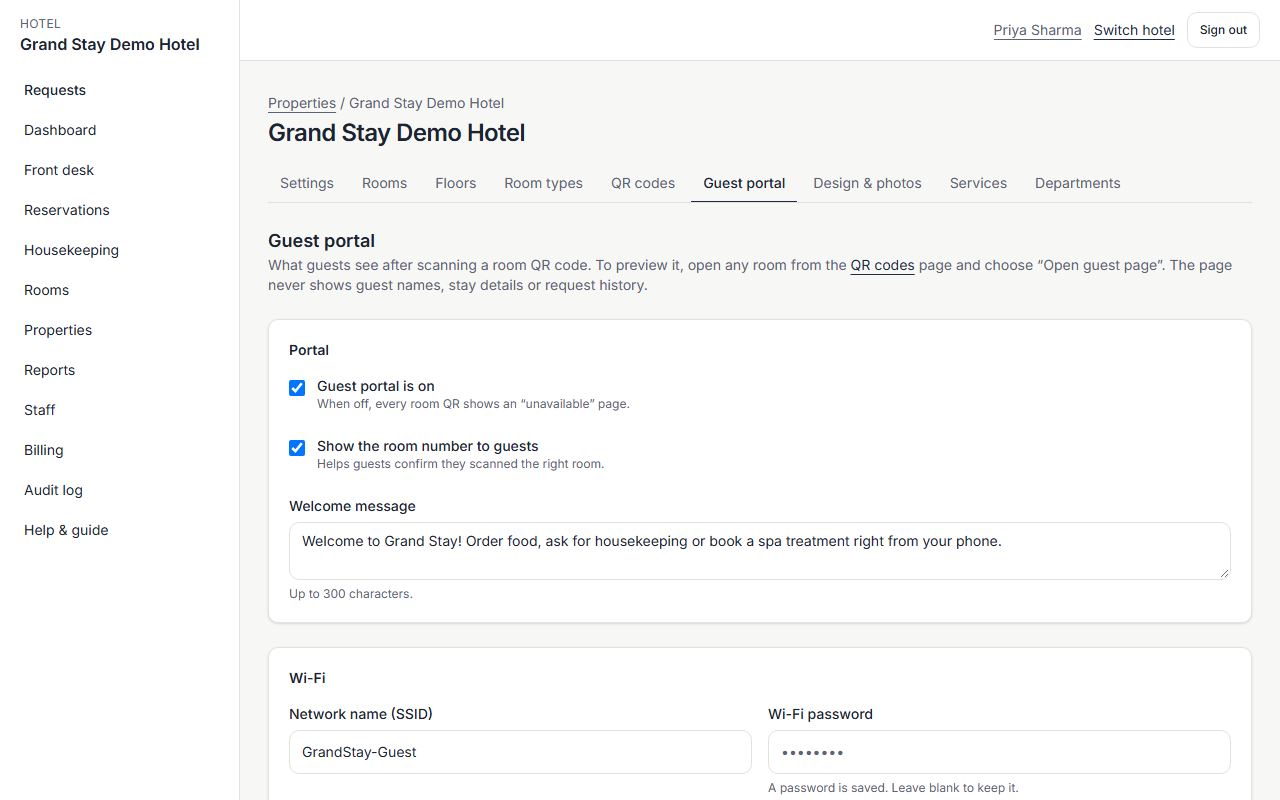 HOTEL
Grand Stay Demo Hotel
Requests
Dashboard
Front desk
Reservations
Housekeeping
Rooms
Properties
Reports
Staff
Billing
Audit log
Help & guide
Priya Sharma Switch hotel Sign out
Properties / Grand Stay Demo Hotel
Grand Stay Demo Hotel
Settings Rooms Floors Room types QR codes Guest portal Design & photos Services Departments
Guest portal
What guests see after scanning a room QR code. To preview it, open any room from the QR codes page and choose “Open guest page”. The page
never shows guest names, stay details or request history.
Portal
Guest portal is on
When off, every room QR shows an “unavailable” page.
Show the room number to guests
Helps guests confirm they scanned the right room.
Welcome message
Welcome to Grand Stay! Order food, ask for housekeeping or book a spa treatment right from your phone.
Up to 300 characters.
Wi-Fi
Network name (SSID) Wi-Fi password
GrandStay-Guest ••••••••
A password is saved. Leave blank to keep it.